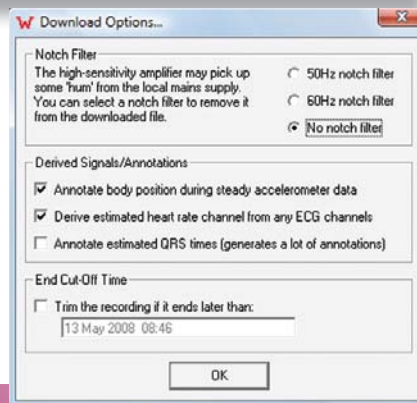 Download Options...
Notch Filter
The high-sensitivity amplifier may pick up
some 'hum' from the local mains supply.
You can select a notch filter to remove it
from the downloaded file.
50Hz notch filter
60Hz notch filter
No notch filter
Derived Signals/Annotations
Annotate body position during steady accelerometer data
Derive estimated heart rate channel from any ECG channels
Annotate estimated QRS times (generates a lot of annotations)
End Cut-Off Time
Trim the recording if it ends later than:
13 May 2008 08:46
OK